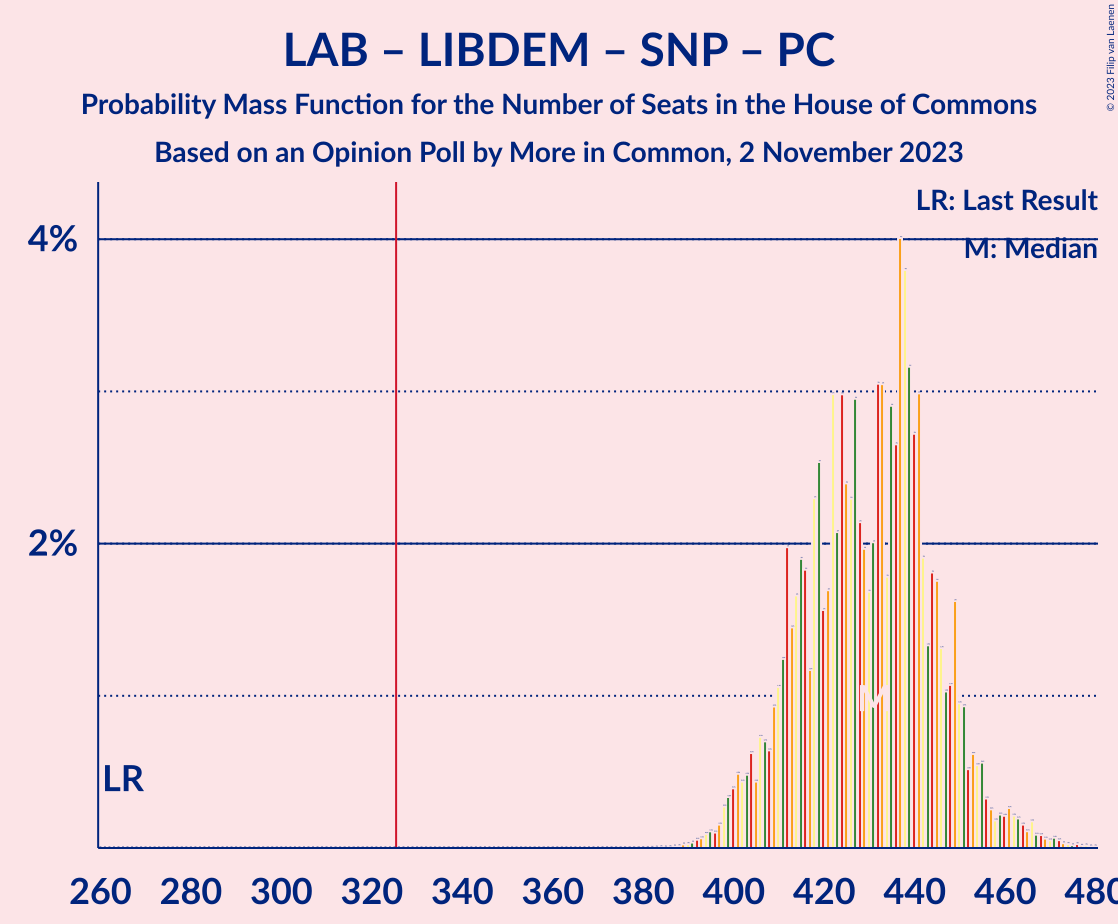 LAB – LIBDEM – SNP – PC
Probability Mass Function for the Number of Seats in the House of Commons
Based on an Opinion Poll by More in Common, 2 November 2023
© 2023 Filip van Laenen
LR: Last Result
M: Median
4%
2%
LR
M
260 280 300 320 340 360 380 400 420 440 460 480